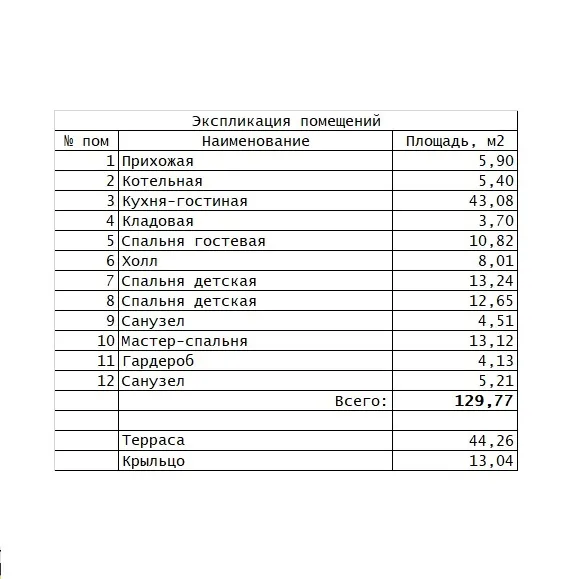 Экспликация помещений
№ пом Наименование Площадь, м2
1 Прихожая 5,90
2 Котельная 5,40
3 Кухня-гостиная 43,08
4 Кладовая 3,70
5 Спальня гостевая 10,82
6 Холл 8,01
7 Спальня детская 13,24
8 Спальня детская 12,65
9 Санузел 4,51
10 Мастер-спальня 13,12
11 Гардероб 4,13
12 Санузел 5,21
Всего: 129,77
Терраса 44,26
Крыльцо 13,04